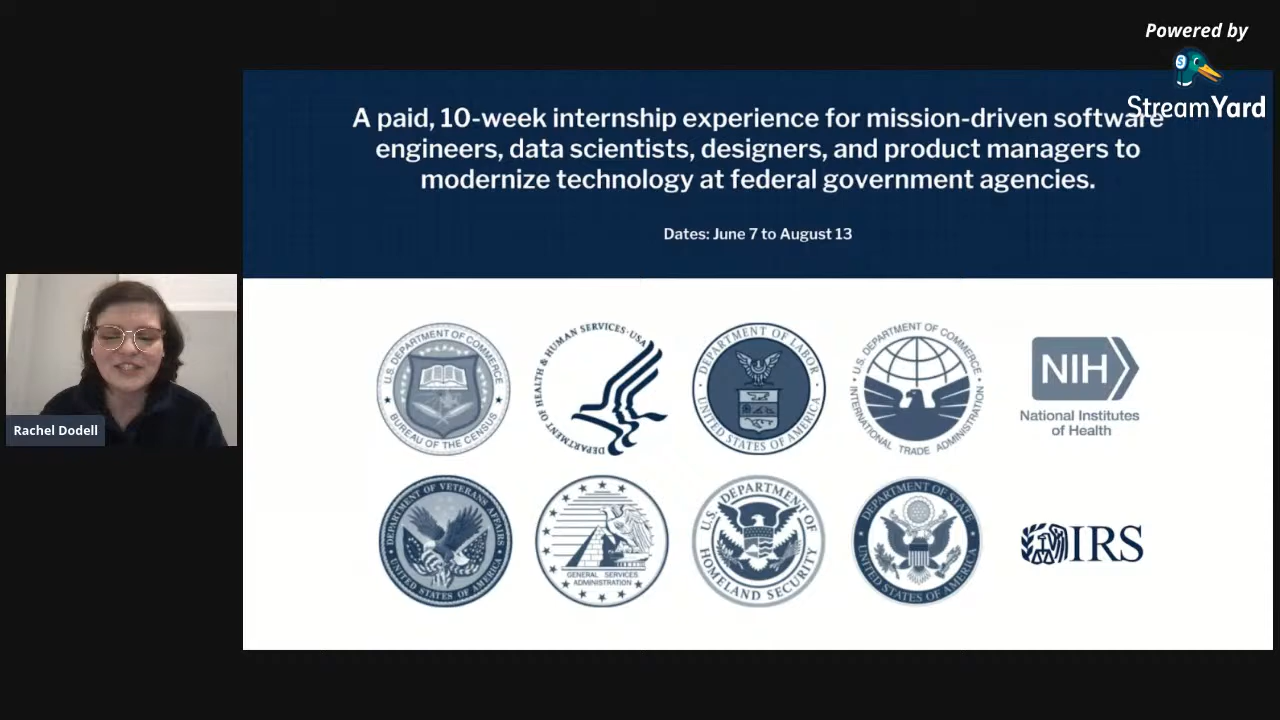 Powered by
StreamYard
A paid, 10-week internship experience for mission-driven software
engineers, data scientists, designers, and product managers to
modernize technology at federal government agencies.
Dates: June 7 to August 13
U.S. DEPARTMENT OF COMMERCE
BUREAU OF THE CENSUS
DEPARTMENT OF HEALTH & HUMAN SERVICES · USA
DEPARTMENT OF LABOR
UNITED STATES OF AMERICA
U.S. DEPARTMENT OF COMMERCE
INTERNATIONAL TRADE ADMINISTRATION
NIH
National Institutes
of Health
Rachel Dodell
DEPARTMENT OF VETERANS AFFAIRS
UNITED STATES OF AMERICA
GENERAL SERVICES
ADMINISTRATION
U.S. DEPARTMENT OF
HOMELAND SECURITY
DEPARTMENT OF STATE
UNITED STATES OF AMERICA
IRS